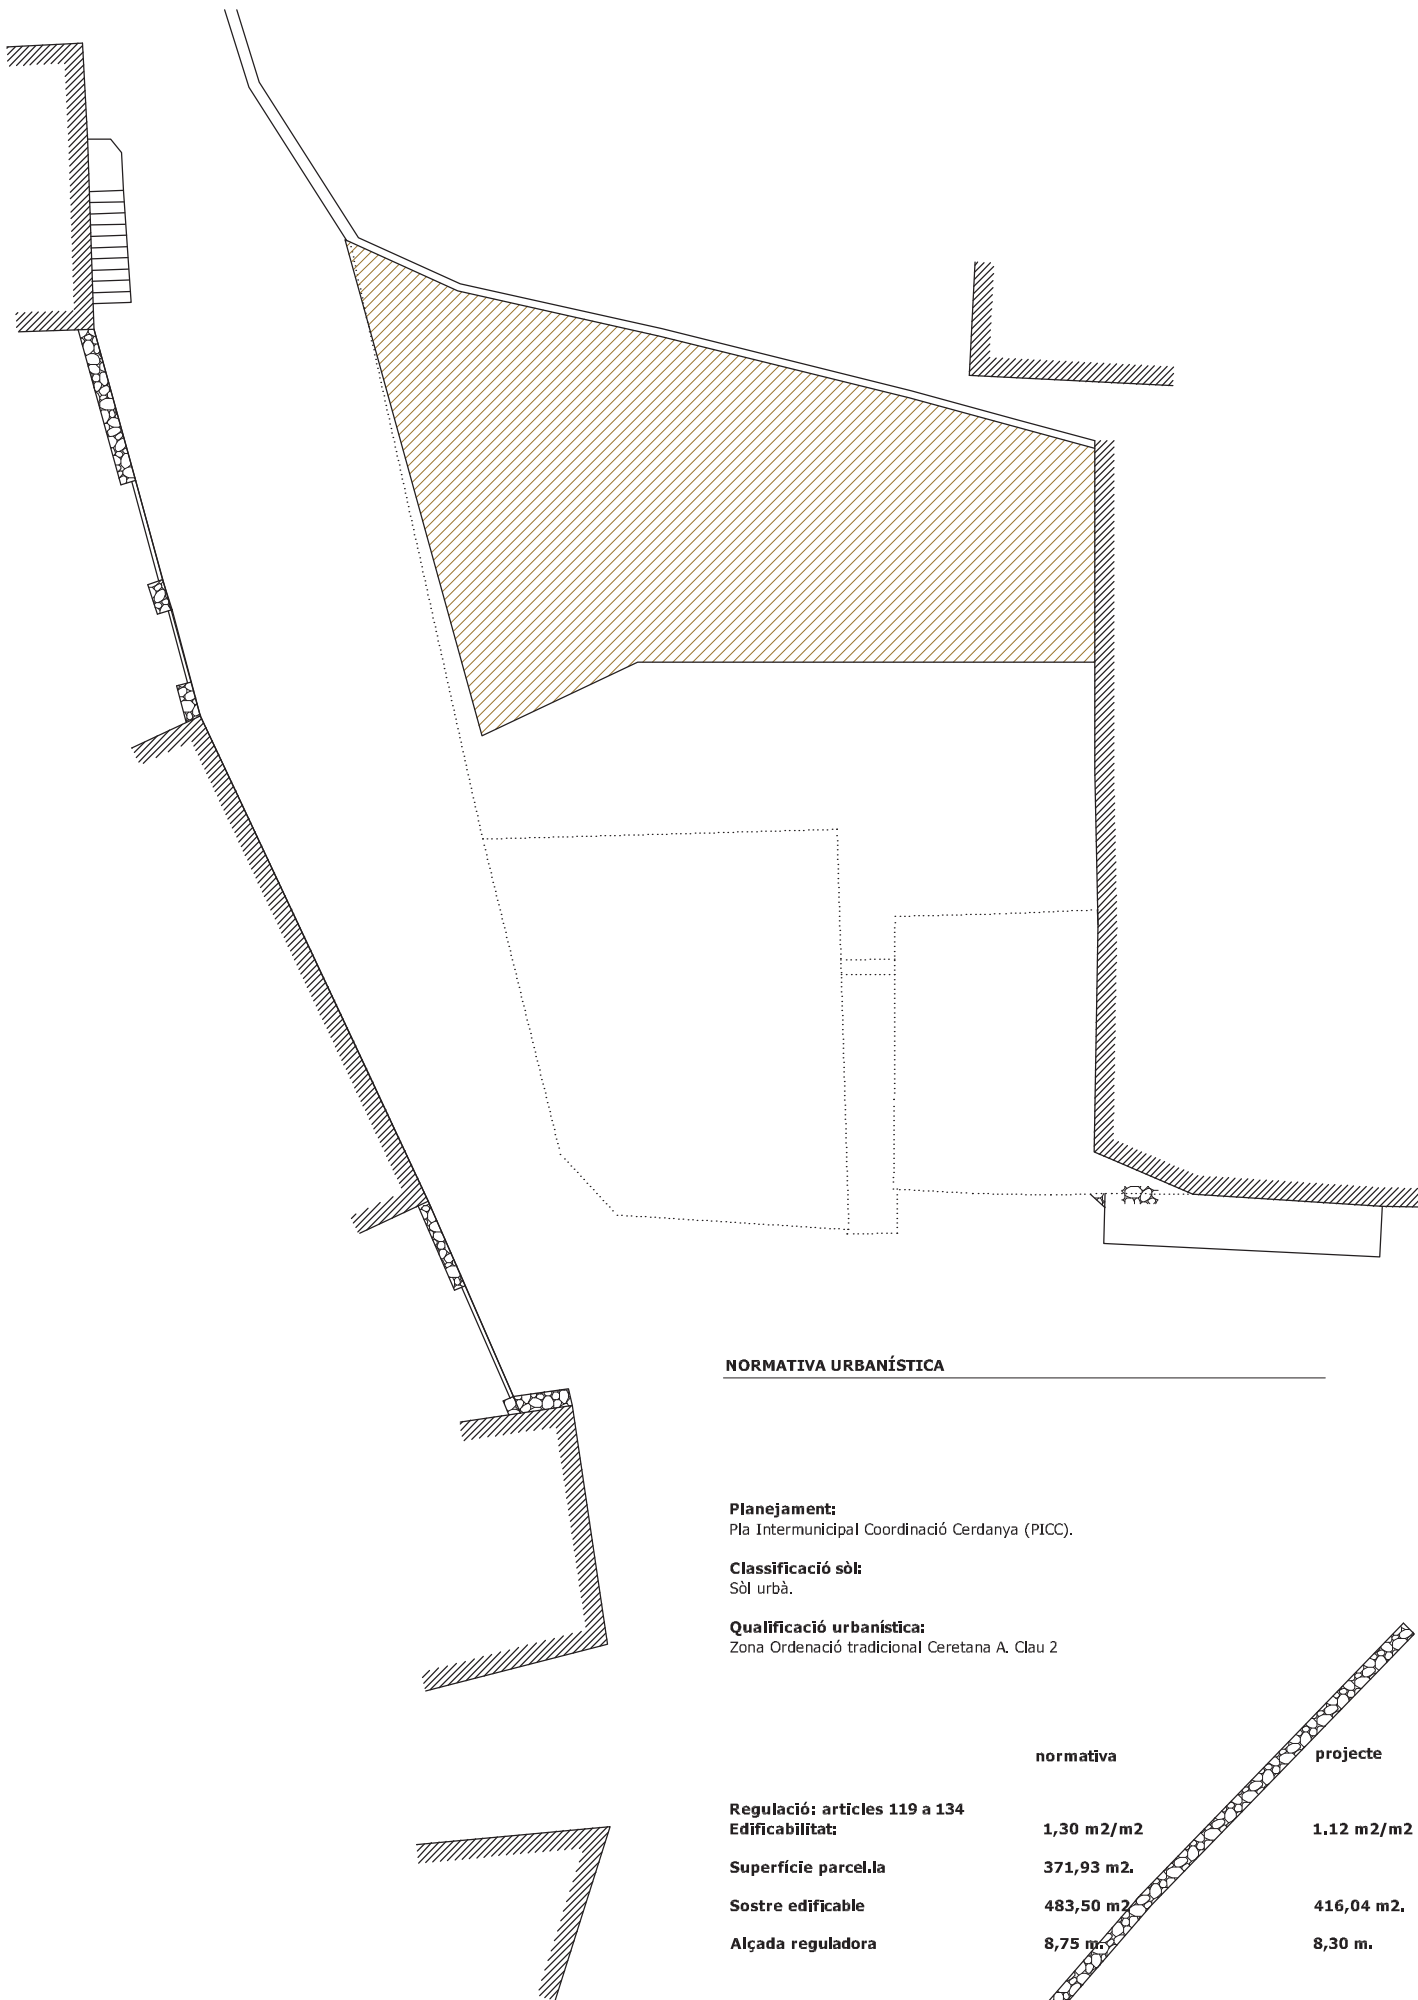 NORMATIVA URBANÍSTICA
Planejament:
Pla Intermunicipal Coordinació Cerdanya (PICC).
Classificació sòl:
Sòl urbà.
Qualificació urbanística:
Zona Ordenació tradicional Ceretana A. Clau 2
normativa projecte
Regulació: articles 119 a 134
Edificabilitat: 1,30 m2/m2 1.12 m2/m2
Superfície parcel.la 371,93 m2.
Sostre edificable 483,50 m2 416,04 m2.
Alçada reguladora 8,75 m. 8,30 m.